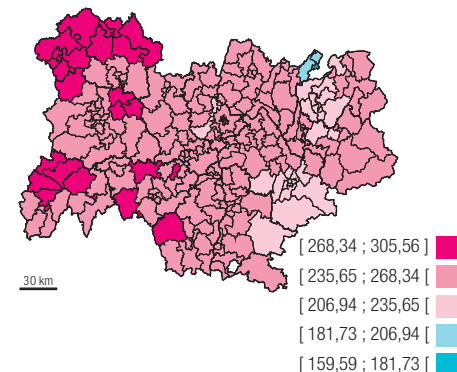 [ 268,34 ; 305,56 ]
[ 235,65 ; 268,34 [
[ 206,94 ; 235,65 [
30 km
[ 181,73 ; 206,94 [
[ 159,59 ; 181,73 [